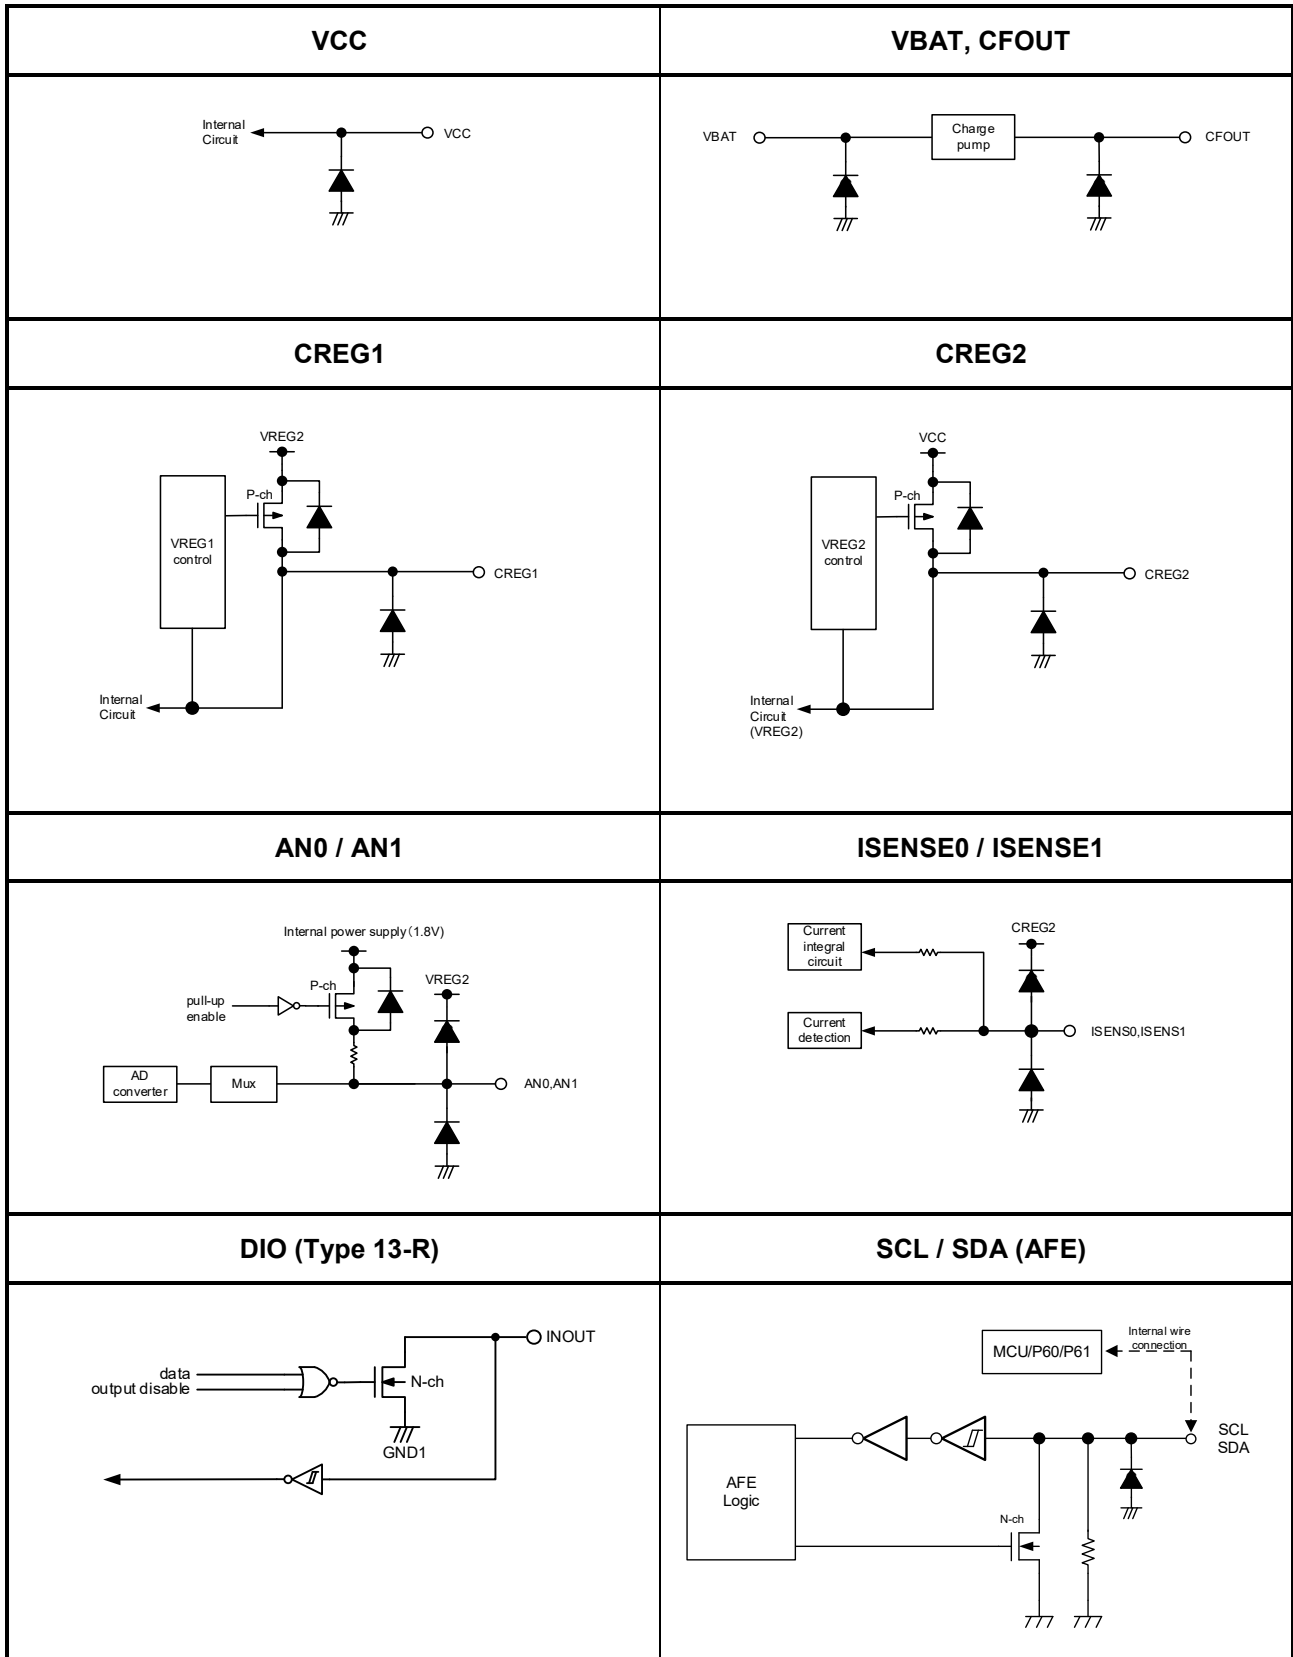 VCC
VBAT, CFOUT
Internal
Circuit
VCC
VBAT
Charge
pump
CFOUT
CREG1
CREG2
VREG2
P-ch
VREG1
control
CREG1
Internal
Circuit
VCC
P-ch
VREG2
control
CREG2
Internal
Circuit
(VREG2)
AN0 / AN1
ISENSE0 / ISENSE1
Internal power supply(1.8V)
P-ch
VREG2
pull-up
enable
AD
converter
Mux
AN0,AN1
Current
integral
circuit
CREG2
Current
detection
ISENS0,ISENS1
DIO (Type 13-R)
SCL / SDA (AFE)
INOUT
data
output disable
N-ch
GND1
MCU/P60/P61
Internal wire
connection
SCL
SDA
AFE
Logic
N-ch